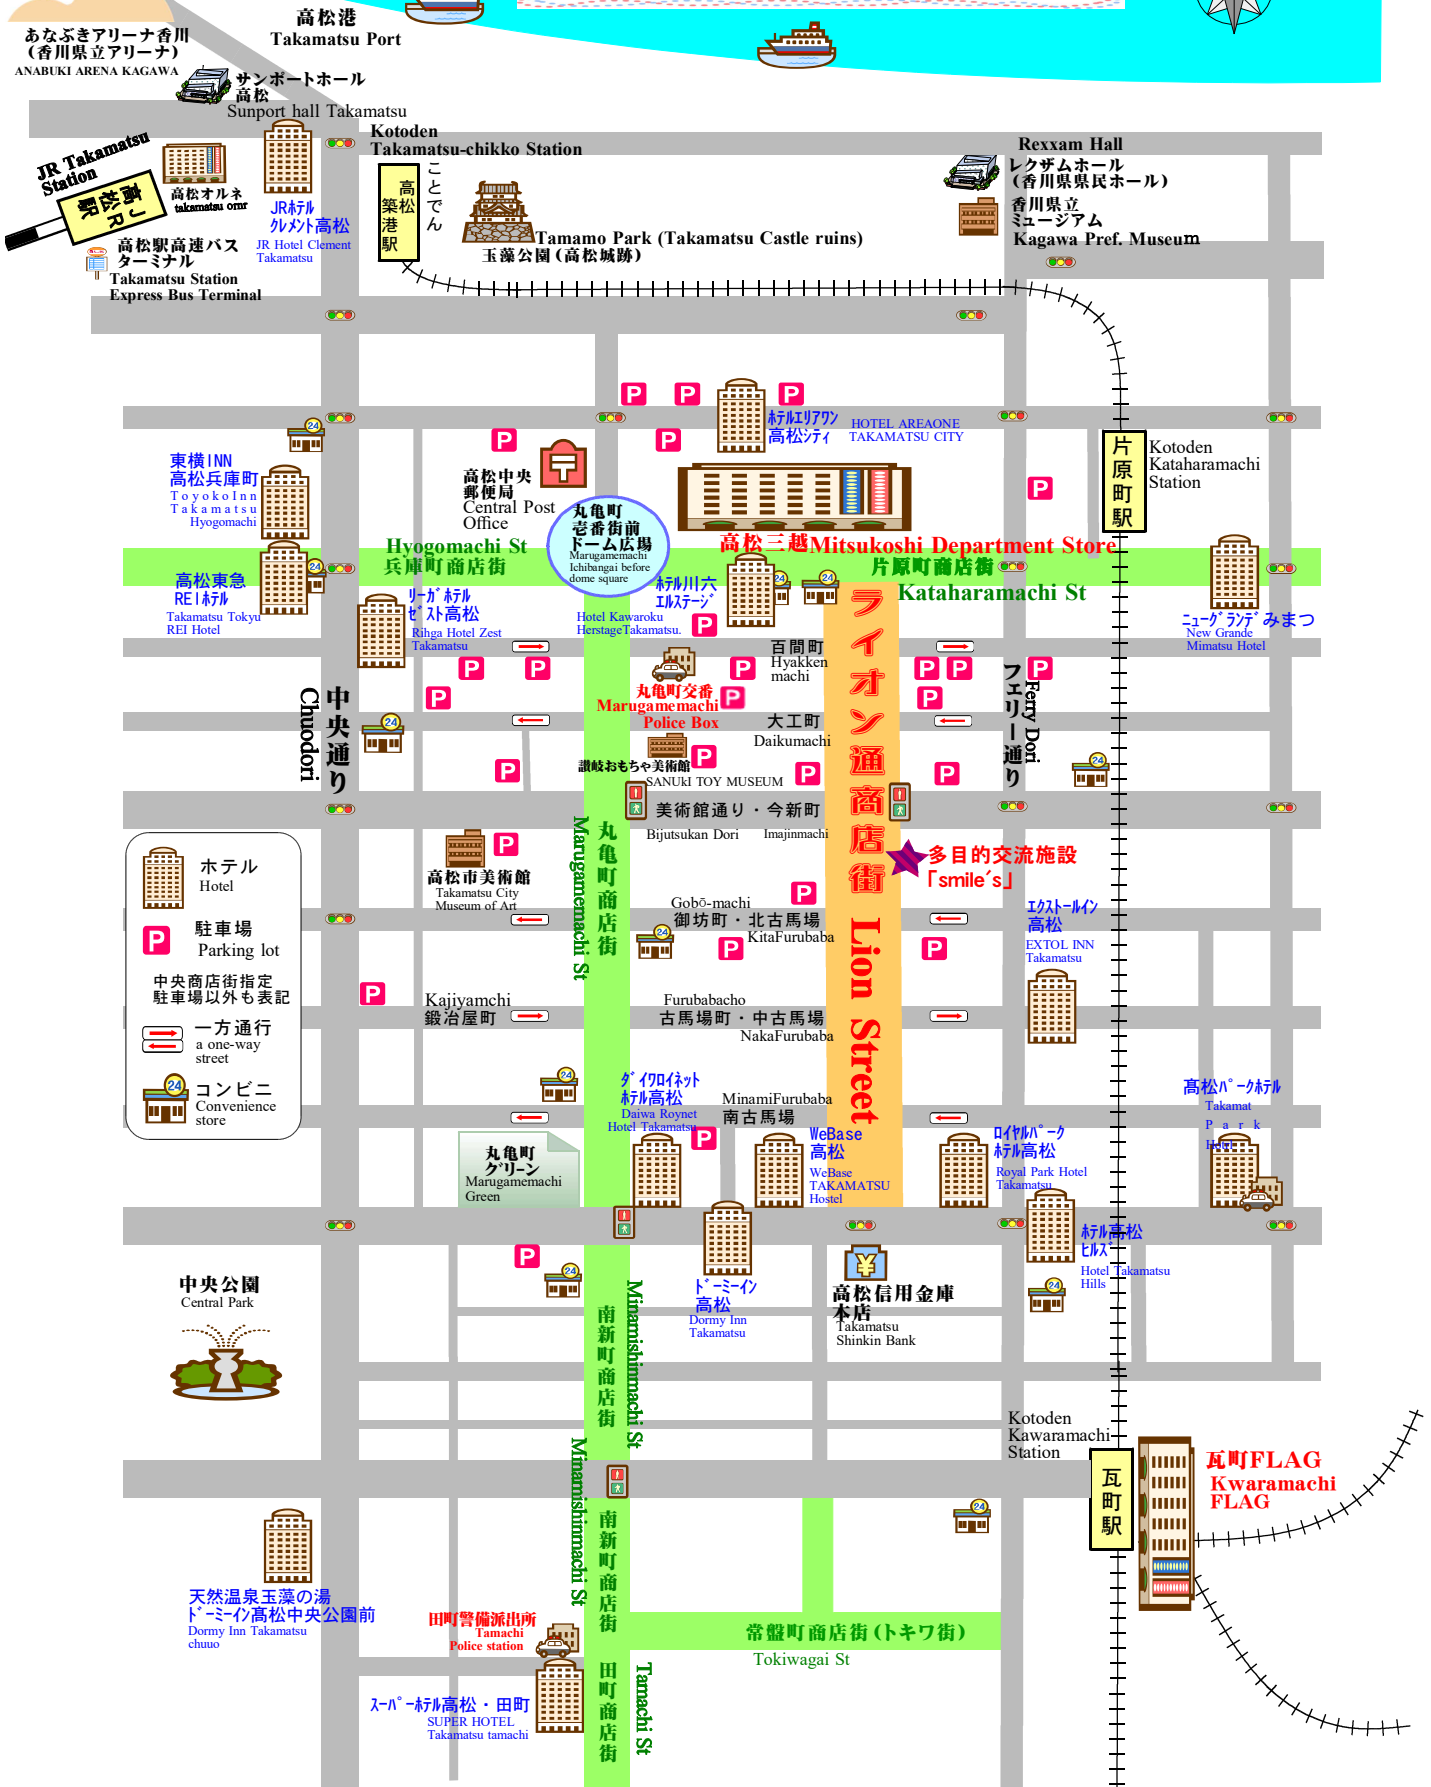 高松港
Takamatsu Port
あなぶきアリーナ香川
(香川県立アリーナ)
ANABUKI ARENA KAGAWA
サンポートホール
高松
Sunport hall Takamatsu
JR Takamatsu
Station
JR
高松
駅
高松オルネ
takamatsu ornr
JRﾎﾃﾙ
ｸﾚﾒﾝﾄ高松
JR Hotel Clement
Takamatsu
高松駅高速バス
ターミナル
Takamatsu Station
Express Bus Terminal
Kotoden
Takamatsu-chikko Station
ことでん
高松
築港駅
Tamamo Park (Takamatsu Castle ruins)
玉藻公園(高松城跡)
Rexxam Hall
レクザムホール
(香川県県民ホール)
香川県立
ミュージアム
Kagawa Pref. Museum
P
P
P
ﾎﾃﾙｴﾘｱﾜﾝ
高松ｼﾃｨ
HOTEL AREAONE
TAKAMATSU CITY
24
P
P
東横INN
高松兵庫町
ToyokoInn
Takamatsu
Hyogomachi
高松中央
郵便局
Central Post
Office
片原町駅
Kotoden
Kataharamachi
Station
P
丸亀町
壱番街前
ドーム広場
Marugamemachi
Ichibangai before
dome square
高松三越Mitsukoshi Department Store
Hyogomachi St
兵庫町商店街
片原町商店街
Kataharamachi St
高松東急
REIﾎﾃﾙ
Takamatsu Tokyu
REI Hotel
24
ﾘｰｶﾞﾎﾃﾙ
ｾﾞｽﾄ高松
Rihga Hotel Zest
Takamatsu
ﾎﾃﾙ川六
ｴﾙｽﾃｰｼﾞ
Hotel Kawaroku
HerstageTakamatsu.
24
24
P
ﾆｭｰｸﾞﾗﾝﾃﾞみまつ
New Grande
Mimatsu Hotel
P
P
P
百間町
Hyakken
machi
P
P
P
P
丸亀町交番
Marugamemachi
Police Box
P
P
中央通り
Chuodori
24
大工町
Daikumachi
フェリー通り
Ferry Dori
讃岐おもちゃ美術館
SANUkI TOY MUSEUM
P
P
P
P
24
美術館通り・今新町
Bijutsukan Dori
Imajinmachi
ライオン通商店街
Lion Street
丸亀町商店街
Marugamemachi St
多目的交流施設
「smile´s」
ホテル
Hotel
P
駐車場
Parking lot
中央商店街指定
駐車場以外も表記
一方通行
a one-way
street
24
コンビニ
Convenience
store
P
高松市美術館
Takamatsu City
Museum of Art
P
Gobō-machi
御坊町・北古馬場
KitaFurubaba
24
P
P
ｴｸｽﾄｰﾙｲﾝ
高松
EXTOL INN
Takamatsu
P
Kajiyamchi
鍛冶屋町
Furubabacho
古馬場町・中古馬場
NakaFurubaba
24
ﾀﾞｲﾜﾛｲﾈｯﾄ
ﾎﾃﾙ高松
Daiwa Roynet
Hotel Takamatsu
MinamiFurubaba
南古馬場
P
丸亀町
グリーン
Marugamemachi
Green
WeBase
高松
WeBase
TAKAMATSU
Hostel
ﾛｲﾔﾙﾊﾟｰｸ
ﾎﾃﾙ高松
Royal Park Hotel
Takamatsu
高松ﾊﾟｰｸﾎﾃﾙ
Takamat
Park
Hotel
P
24
ﾎﾃﾙ高松
ﾋﾙｽﾞ
Hotel Takamatsu
Hills
24
中央公園
Central Park
ﾄﾞｰﾐｰｲﾝ
高松
Dormy Inn
Takamatsu
¥
高松信用金庫
本店
Takamatsu
Shinkin Bank
南新町商店街
Minamishinmachi St
Kotoden
Kawaramachi
Station
瓦町駅
瓦町FLAG
Kwaramachi
FLAG
24
南新町商店街
Minamishinmachi St
天然温泉玉藻の湯
ﾄﾞｰﾐｰｲﾝ高松中央公園前
Dormy Inn Takamatsu
chuuo
田町警備派出所
Tamachi
Police station
常盤町商店街(トキワ街)
Tokiwagai St
ｽｰﾊﾟｰﾎﾃﾙ高松・田町
SUPER HOTEL
Takamatsu tamachi
田町商店街
Tamachi St